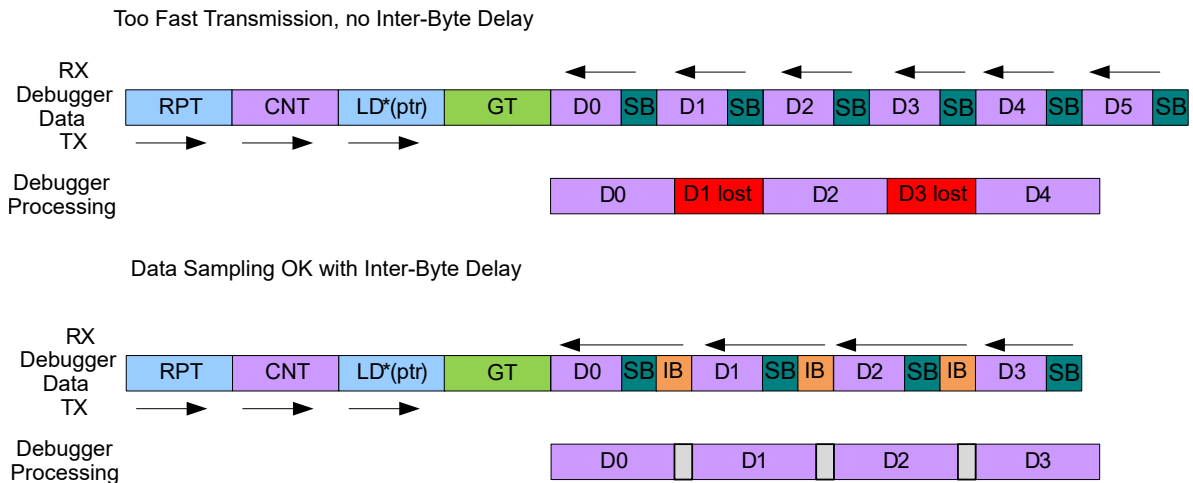 Too Fast Transmission, no Inter-Byte Delay
RX
Debugger
Data
TX
RPT CNT LD*(ptr) GT D0 SB D1 SB D2 SB D3 SB D4 SB D5 SB
Debugger
Processing
D0 D1 lost D2 D3 lost D4
Data Sampling OK with Inter-Byte Delay
RX
Debugger
Data
TX
RPT CNT LD*(ptr) GT D0 SB IB D1 SB IB D2 SB IB D3 SB
Debugger
Processing
D0 D1 D2 D3